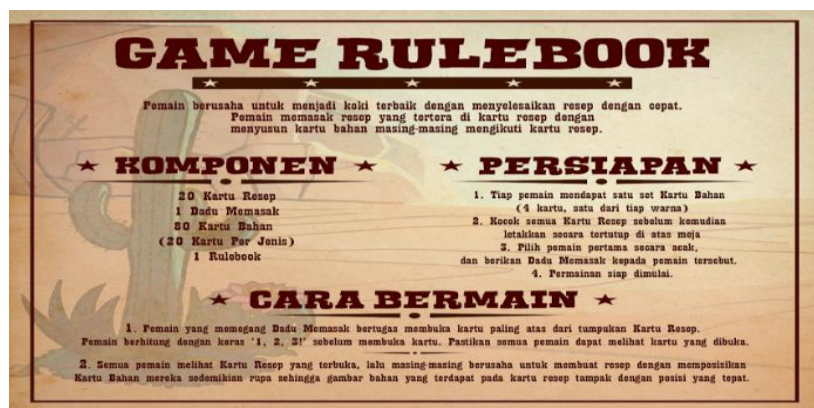 GAME RULEBOOK
Pemain berusaha untuk menjadi koki terbaik dengan menyelesaikan resep dengan cepat.
Pemain memasak resep yang tertera di kartu resep dengan
menyusun kartu bahan masing-masing mengikuti kartu resep.
KOMPONEN
20 Kartu Resep
1 Dadu Memasak
80 Kartu Bahan
(20 Kartu Per Jenis)
1 Rulebook
PERSIAPAN
1. Tiap pemain mendapat satu set Kartu Bahan
(4 kartu, satu dari tiap warna)
2. Kocok semua Kartu Resep sebelum kemudian
letakkan secara tertutup di atas meja
3. Pilih pemain pertama secara acak,
dan berikan Dadu Memasak kepada pemain tersebut.
4. Permainan siap dimulai.
CARA BERMAIN
1. Pemain yang memegang Dadu Memasak bertugas membuka kartu paling atas dari tumpukan Kartu Resep.
Pemain berhitung dengan keras '1, 2, 3!' sebelum membuka kartu. Pastikan semua pemain dapat melihat kartu yang dibuka.
2. Semua pemain melihat Kartu Resep yang terbuka, lalu masing-masing berusaha untuk membuat resep dengan memposisikan
Kartu Bahan mereka sedemikian rupa sehingga gambar bahan yang terdapat pada kartu resep tampak dengan posisi yang tepat.